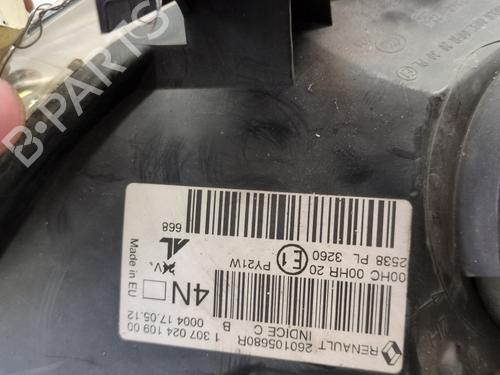 B-PARTS
668
AL
V.
Made in EU
4N
2538 PL 3260
00HC 00HR 20 E1 PY21W
RENAULT 260105680R
INDICE C B
1 307 024 109 00
0004 17.05.12